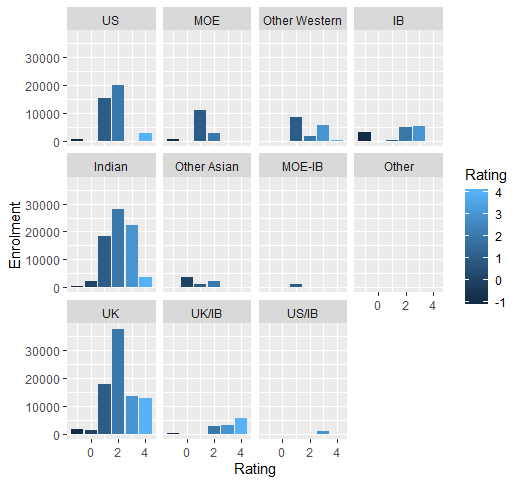 US MOE Other Western IB
30000
20000
10000
0
Indian Other Asian MOE-IB Other
30000
20000
10000
0
0 2 4
UK UK/IB US/IB
30000
20000
10000
0
0 2 4 0 2 4 0 2 4
Rating
Enrolment
Rating
4
3
2
1
0
-1